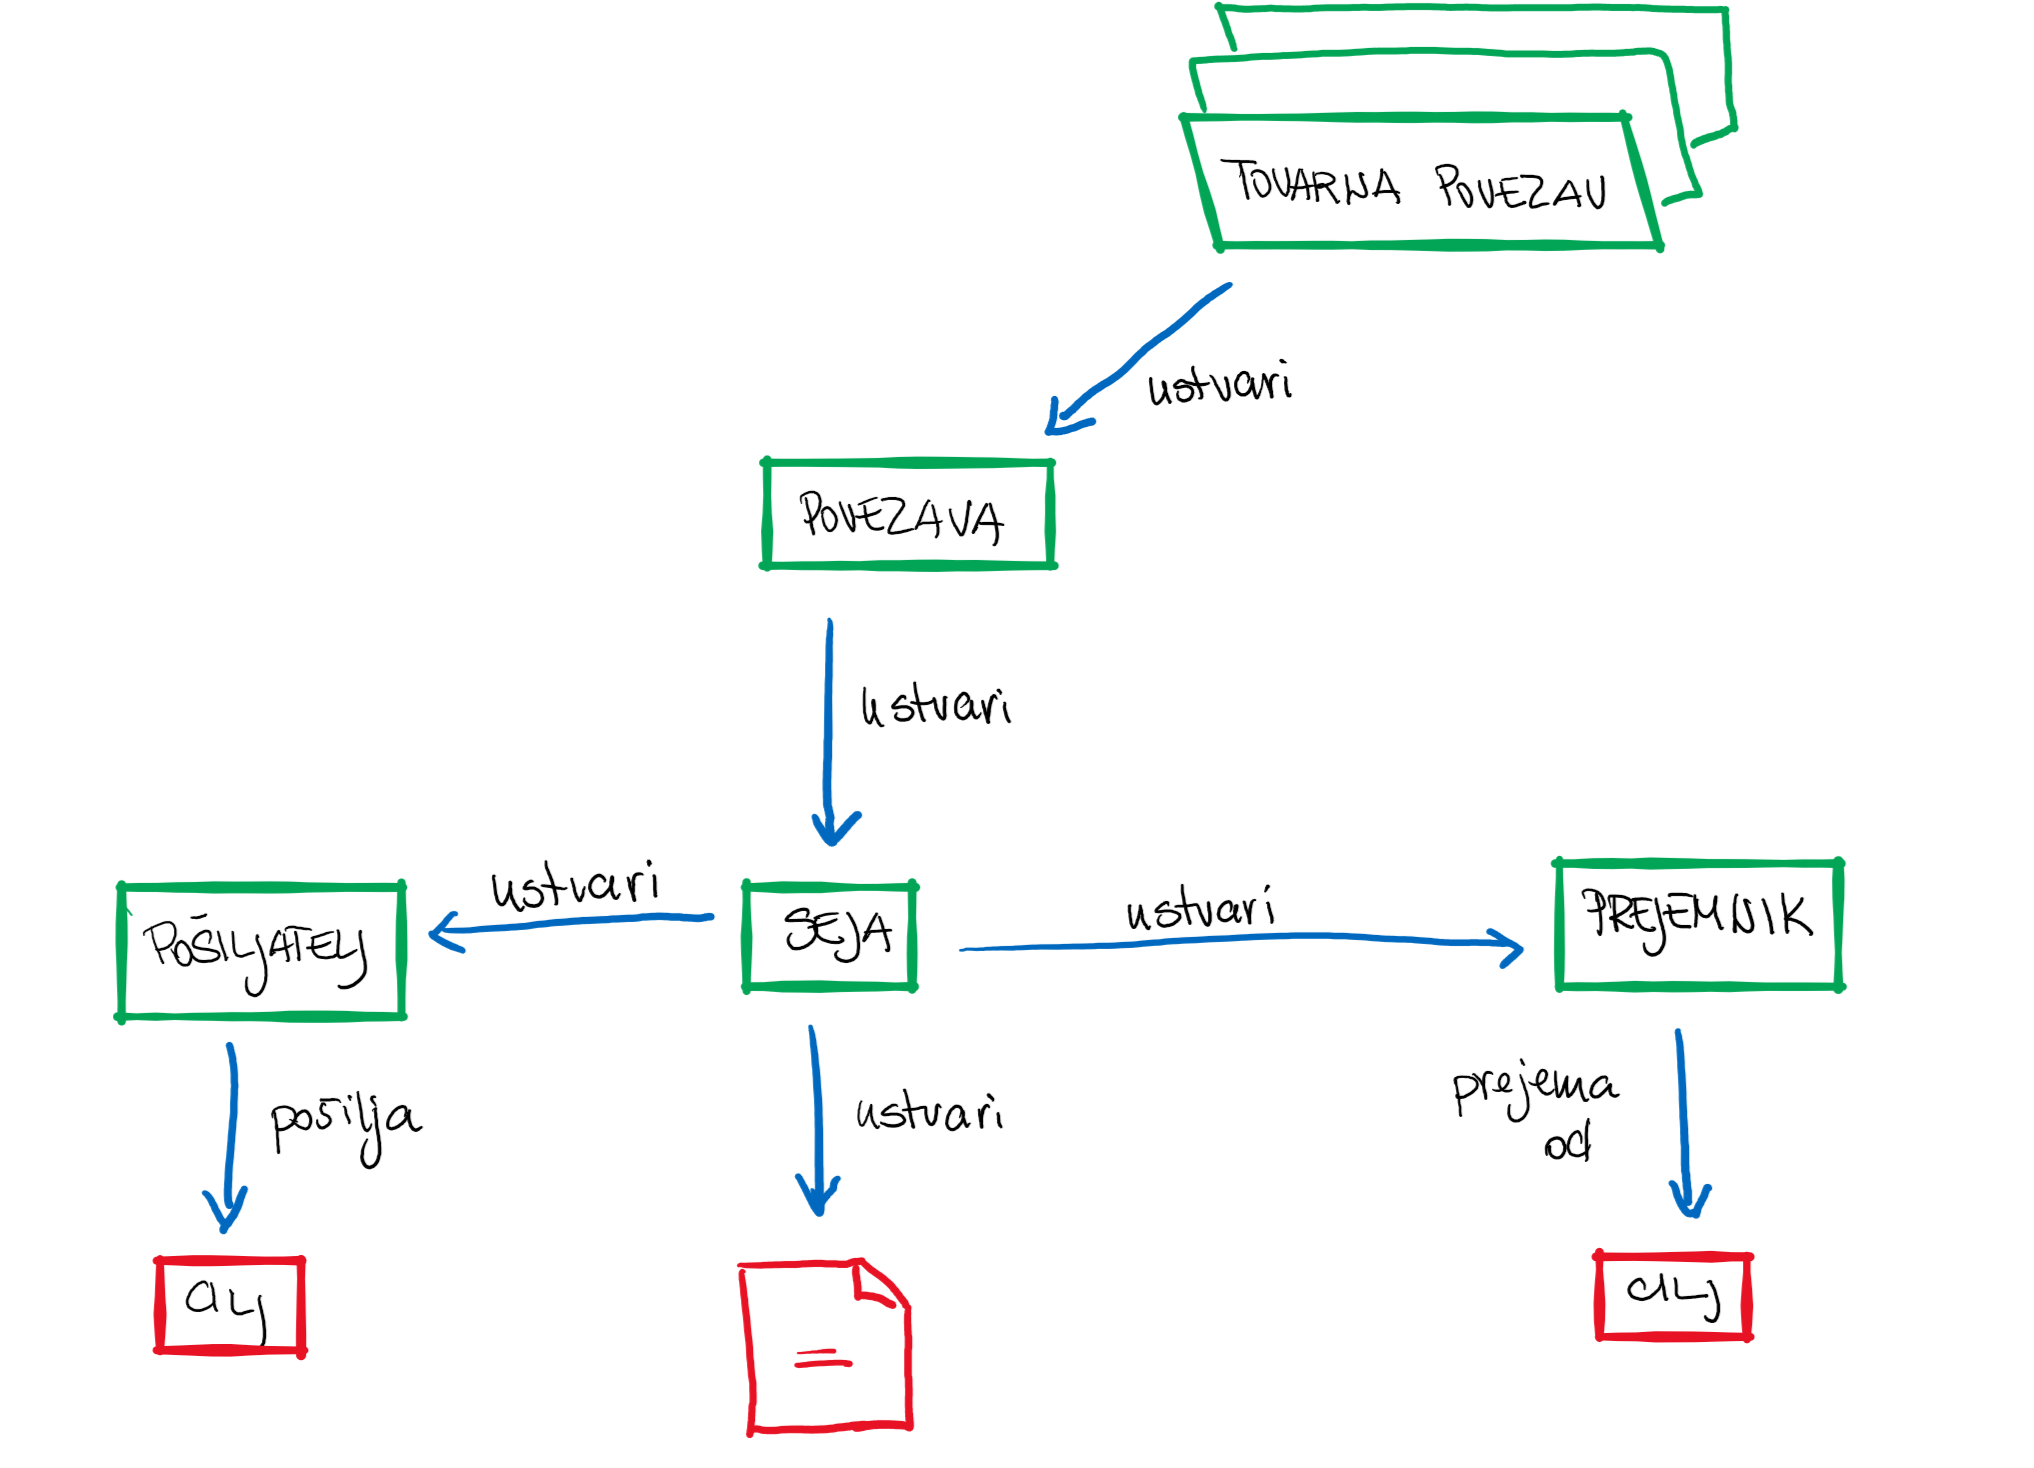 TOVARNA POVEZAV
ustvari
POVEZAVA
ustvari
ustvari
POŠILJATELJ
SEJA
ustvari
PREJEMNIK
pošilja
ustvari
prejema
od
CILJ
CILJ